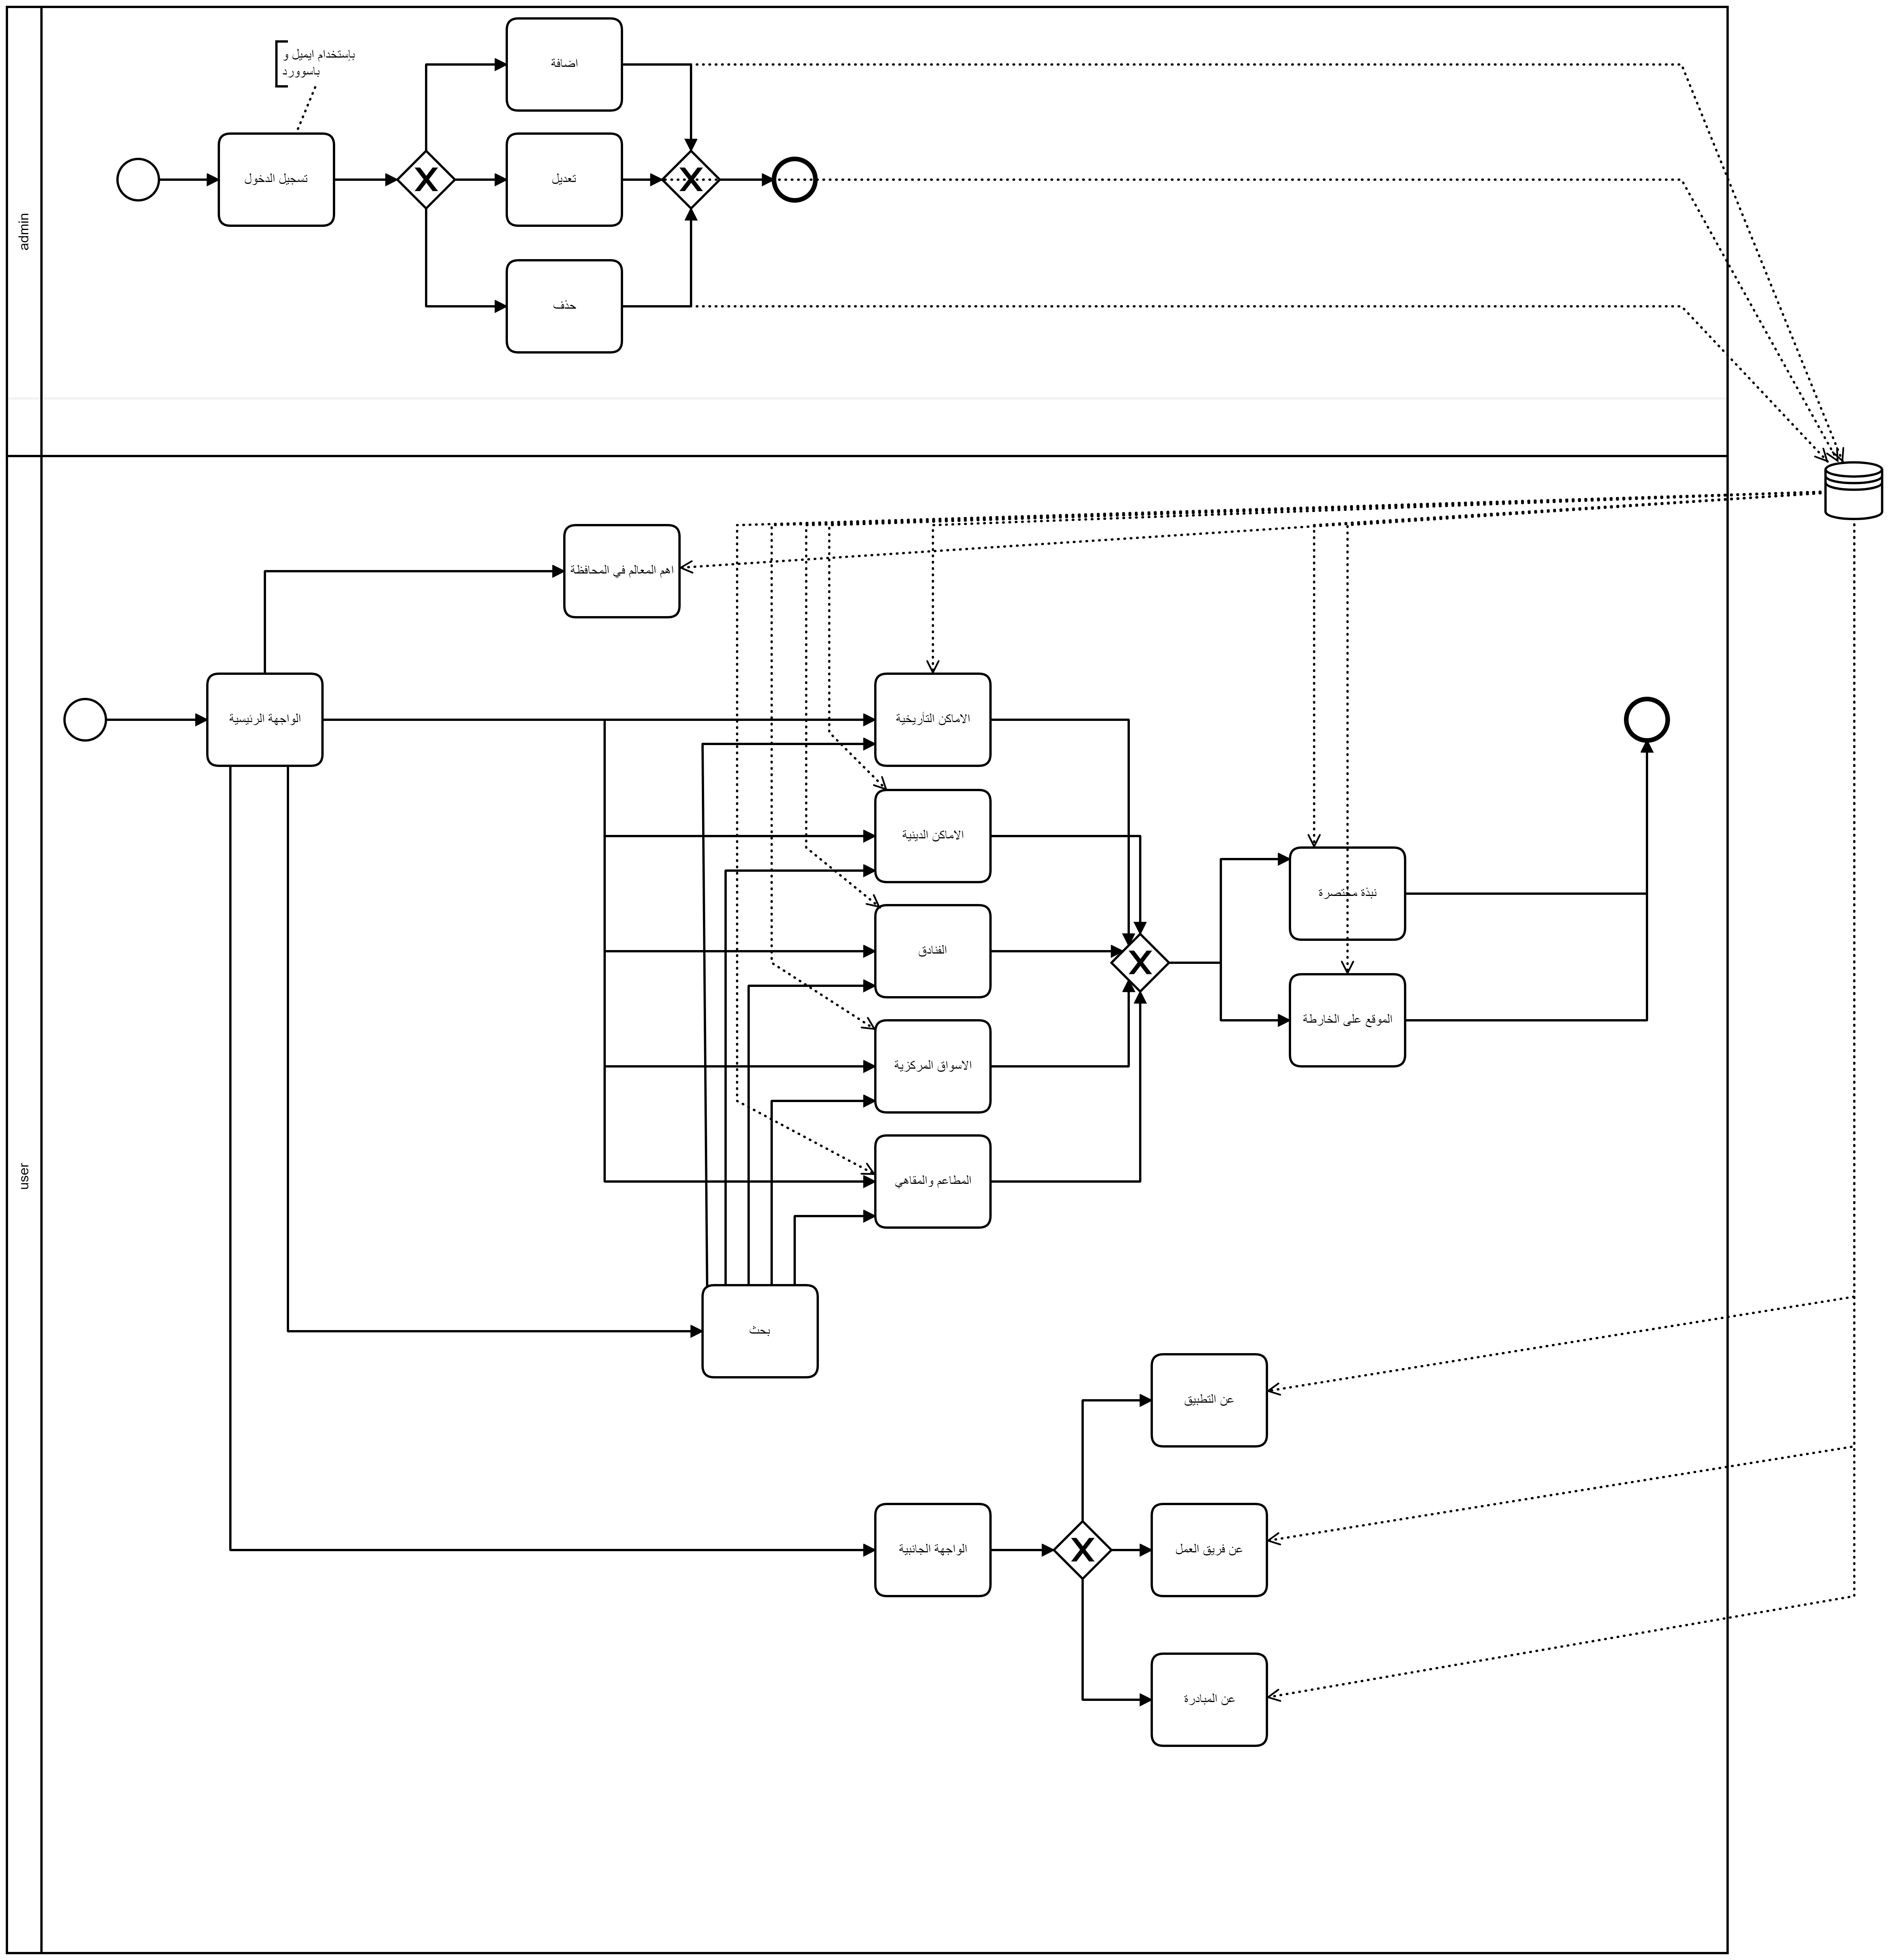 admin
بإستخدام ايميل و
باسوورد
تسجيل الدخول
اضافة
تعديل
حذف
user
اهم المعالم في المحافظة
الواجهة الرئيسية
الاماكن التأريخية
الاماكن الدينية
الفنادق
الاسواق المركزية
المطاعم والمقاهي
نبذة مختصرة
الموقع على الخارطة
بحث
الواجهة الجانبية
عن التطبيق
عن فريق العمل
عن المبادرة